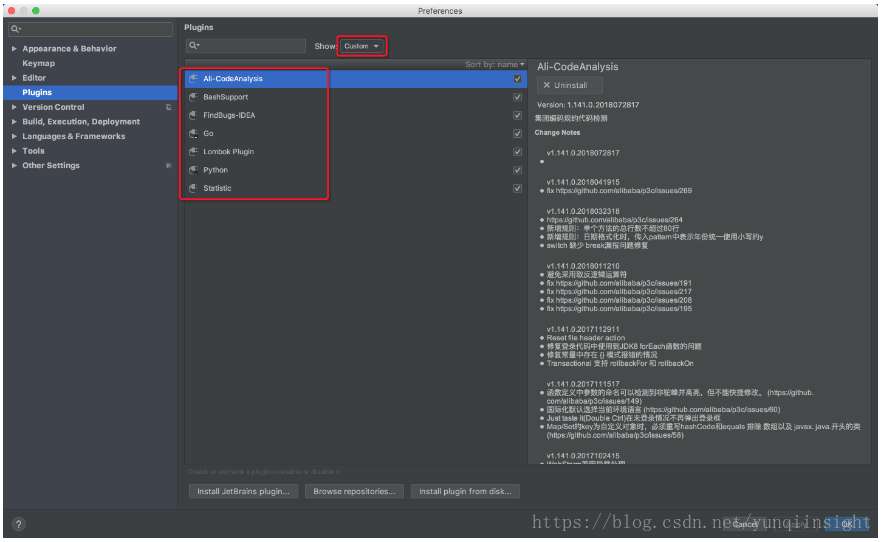 Preferences
Plugins
Show: Custom
Appearance & Behavior
Keymap
Editor
Plugins
Version Control
Build, Execution, Deployment
Languages & Frameworks
Tools
Other Settings
Sort by: name
Ali-CodeAnalysis
BashSupport
FindBugs-IDEA
Go
Lombok Plugin
Python
Statistic
Ali-CodeAnalysis
Uninstall
Version: 1.141.0.2018072817
集团编码规约代码检测
Change Notes
v1.141.0.2018072817
v1.141.0.2018041915
fix https://github.com/alibaba/p3c/issues/269
v1.141.0.2018032318
https://github.com/alibaba/p3c/issues/264
新增规则：单个方法的总行数不超过80行
新增规则：日期格式化时，传入pattern中表示年份统一使用小写的y
switch 缺少 break漏报问题修复
v1.141.0.2018011210
避免采用取反逻辑运算符
fix https://github.com/alibaba/p3c/issues/191
fix https://github.com/alibaba/p3c/issues/217
fix https://github.com/alibaba/p3c/issues/208
fix https://github.com/alibaba/p3c/issues/195
v1.141.0.2017112911
Reset file header action
修复登录代码中使用到JDK8 forEach函数的问题
修复常量中存在 {} 模式报错的情况
Transactional 支持 rollbackFor 和 rollbackOn
v1.141.0.2017111517
函数定义中参数的命名可以检测到非驼峰并高亮，但不能快捷修改。 (https://github.
com/alibaba/p3c/issues/149)
国际化默认选择当前环境语言 (https://github.com/alibaba/p3c/issues/60)
Just taste it(Double Ctrl)在未登录情况不再弹出登录框
Map/Set的key为自定义对象时，必须重写hashCode和equals 排除 数组以及 javax. java.开头的类
(https://github.com/alibaba/p3c/issues/56)
v1.141.0.2017102415
Check or uncheck a plugin to enable or disable it.
Install JetBrains plugin...
Browse repositories...
Install plugin from disk...
?
Cancel
Apply
OK
https://blog.csdn.net/yunqiinsight